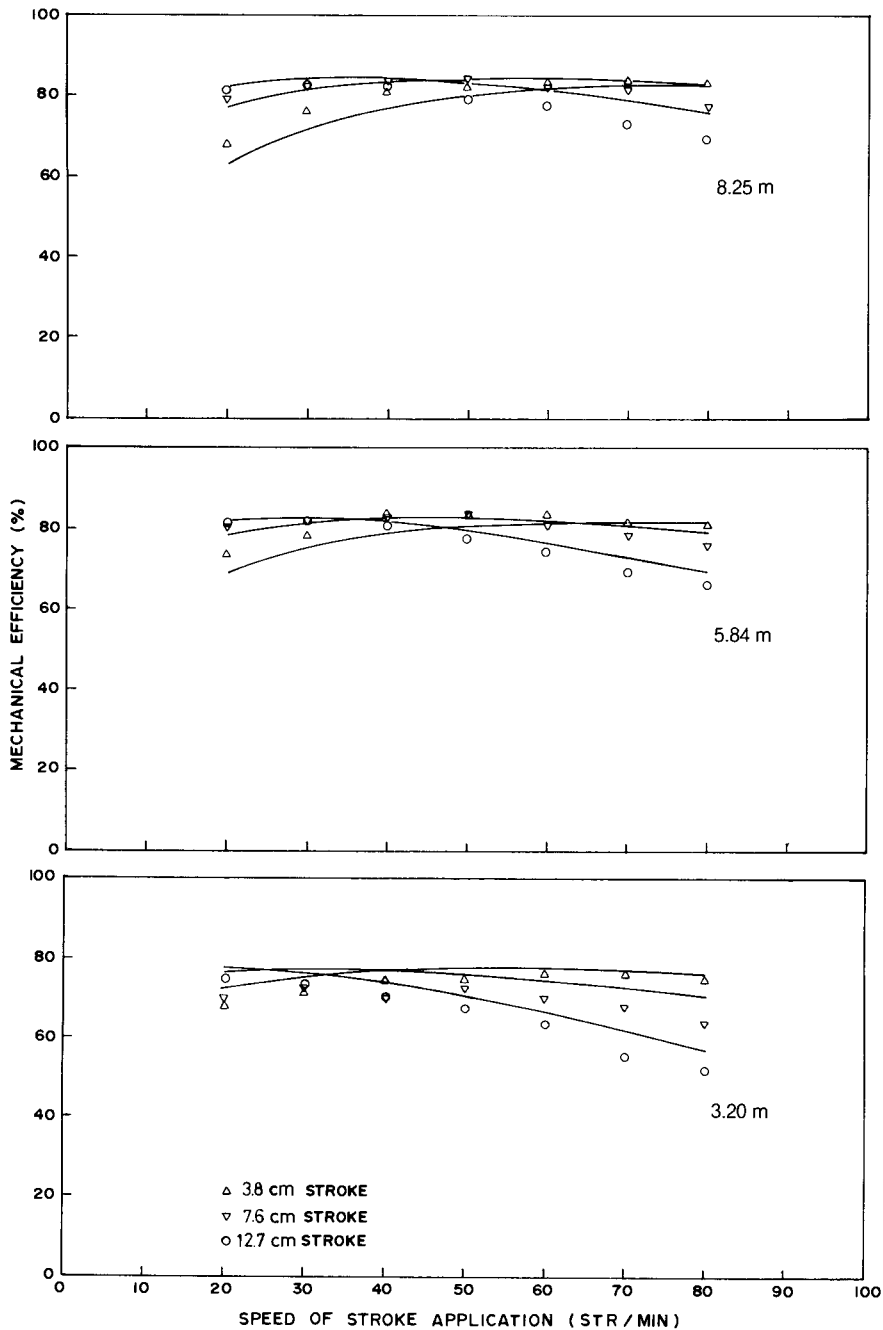 100
80
60
40
20
0
8.25 m
100
80
60
40
20
0
5.84 m
MECHANICAL EFFICIENCY (%)
100
80
60
40
20
0
3.20 m
3.8 cm STROKE
7.6 cm STROKE
12.7 cm STROKE
0 10 20 30 40 50 60 70 80 90 100
SPEED OF STROKE APPLICATION (STR/MIN)